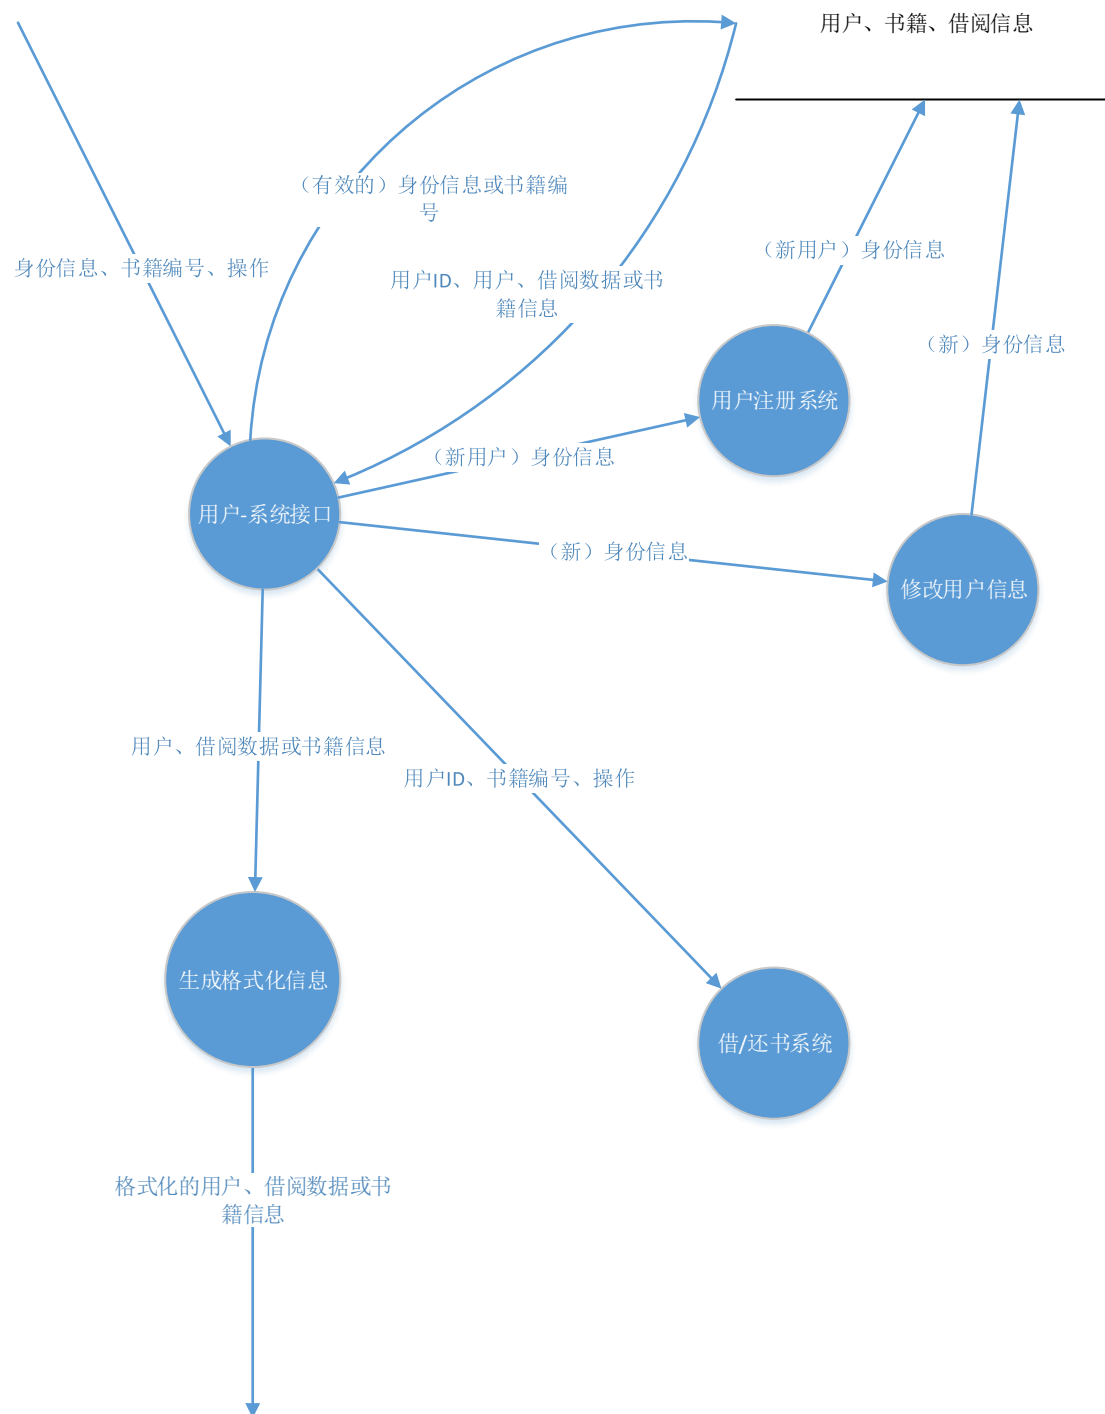 用户、书籍、借阅信息
（有效的）身份信息或书籍编
号
（新用户）身份信息
身份信息、书籍编号、操作
用户ID、用户、借阅数据或书
籍信息
（新）身份信息
用户注册系统
（新用户）身份信息
用户-系统接口
（新）身份信息
修改用户信息
用户、借阅数据或书籍信息
用户ID、书籍编号、操作
生成格式化信息
借/还书系统
格式化的用户、借阅数据或书
籍信息